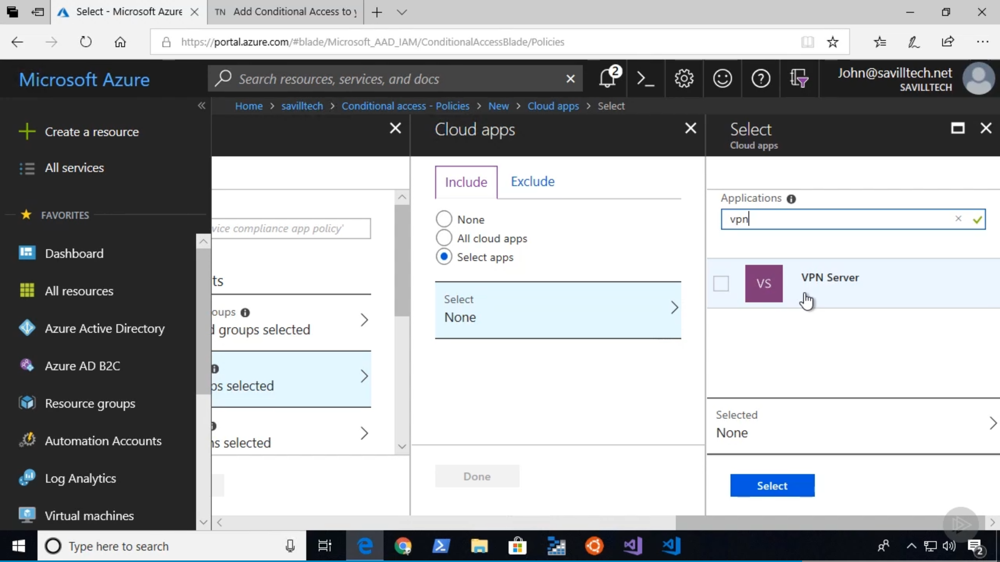 Select - Microsoft Azure
TN Add Conditional Access to y
https://portal.azure.com/#blade/Microsoft_AAD_IAM/ConditionalAccessBlade/Policies
Microsoft Azure
Search resources, services, and docs
2
John@savilltech.net
SAVILLTECH
Home > savilltech > Conditional access - Policies > New > Cloud apps > Select
Create a resource
All services
FAVORITES
Dashboard
All resources
Azure Active Directory
Azure AD B2C
Resource groups
Automation Accounts
Log Analytics
Virtual machines
vice compliance app policy'
ts
oups
d groups selected
ps selected
ns selected
Cloud apps
Include
Exclude
None
All cloud apps
Select apps
Select
None
Done
Select
Cloud apps
Applications
vpn
VS
VPN Server
Selected
None
Select
Type here to search
2